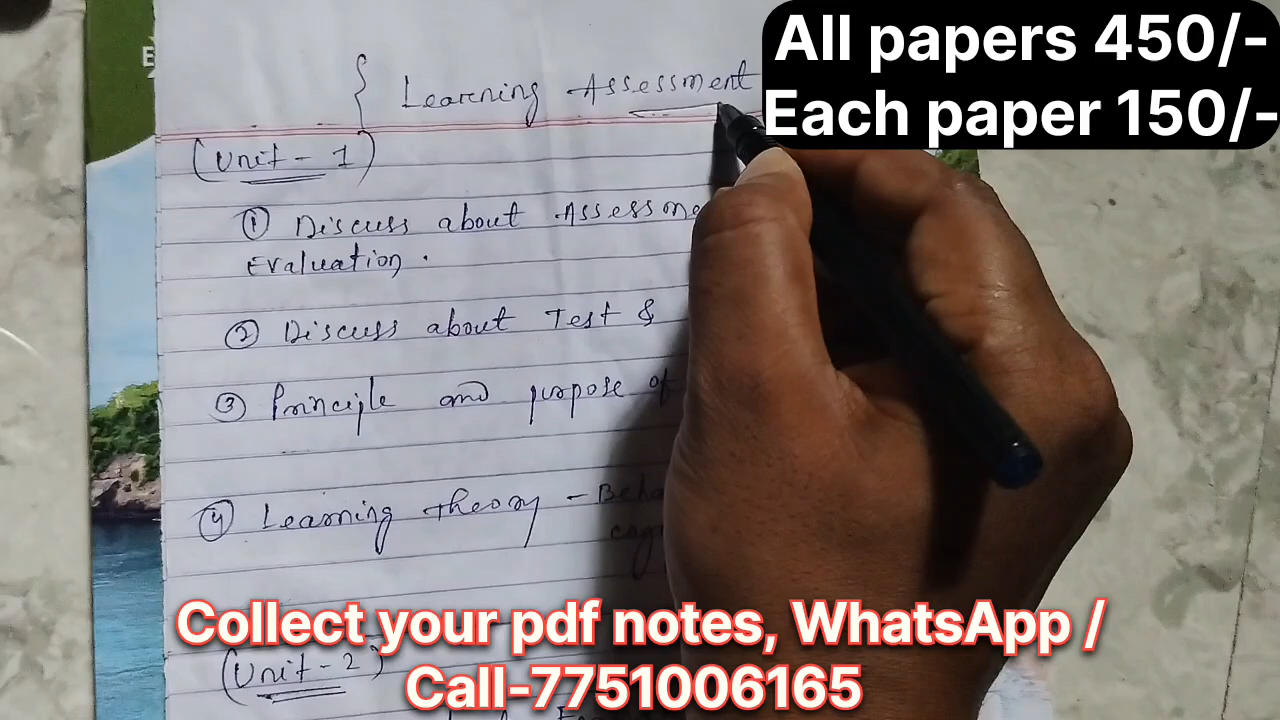 All papers 450/-
Each paper 150/-
E
{ Learning Assessment
(Unit - 1)
① Discuss about Assessme
Evaluation.
② Discuss about Test &
③ Principle and purpose of
④ Learning theory - Beha
cogn
Collect your pdf notes, WhatsApp /
(Unit - 2)
Call-7751006165